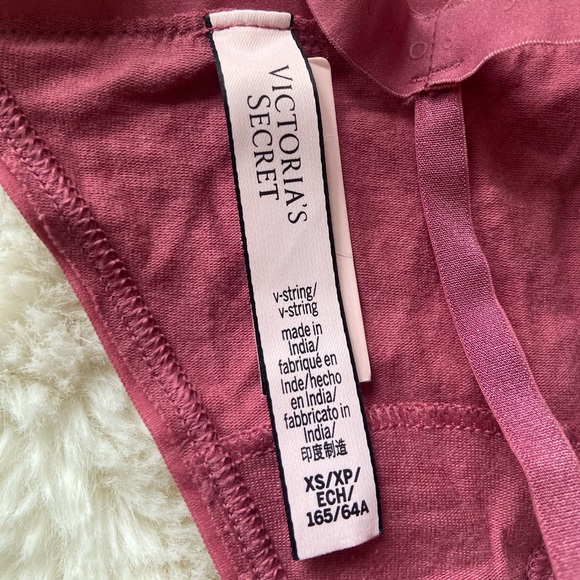 VICTORIA'S
SECRET
v-string/
v-string
made in
India/
fabriqué en
Inde/hecho
en India/
fabbricato in
India/
印度制造
XS/XP/
ECH/
165/64A